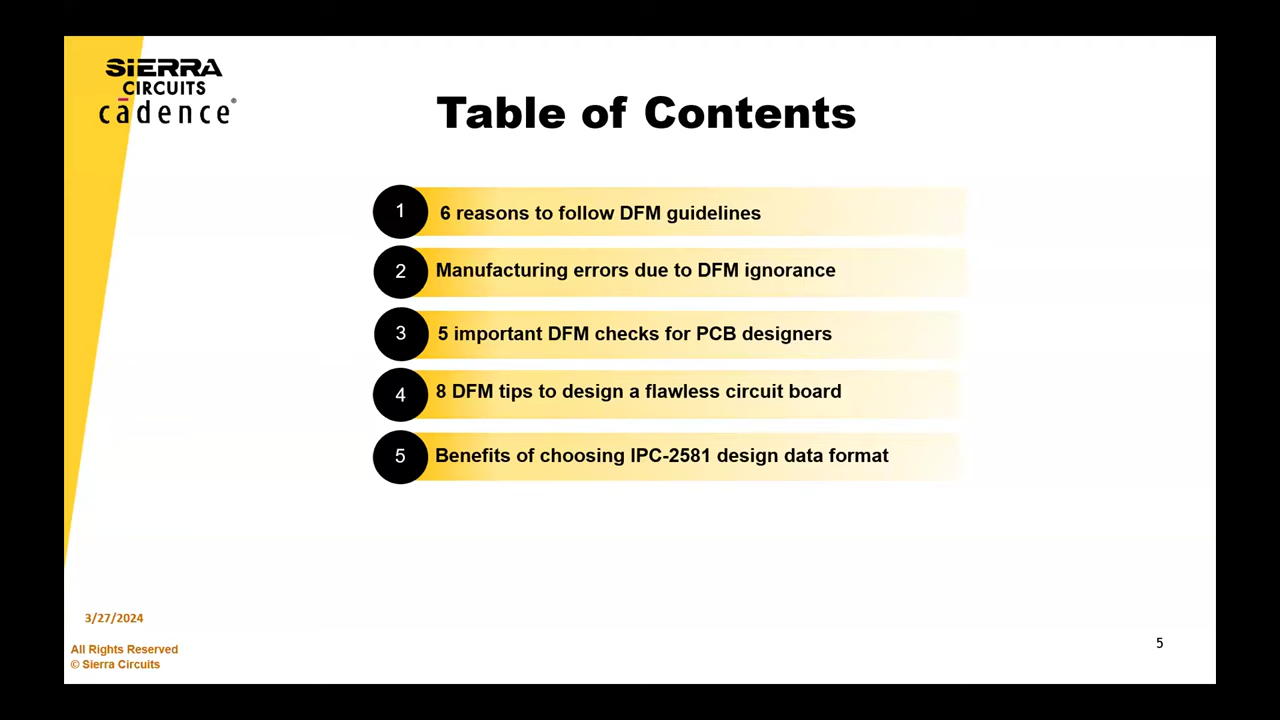 SIERRA
CIRCUITS
cādence®
Table of Contents
1 6 reasons to follow DFM guidelines
2 Manufacturing errors due to DFM ignorance
3 5 important DFM checks for PCB designers
4 8 DFM tips to design a flawless circuit board
5 Benefits of choosing IPC-2581 design data format
3/27/2024
All Rights Reserved
© Sierra Circuits
5